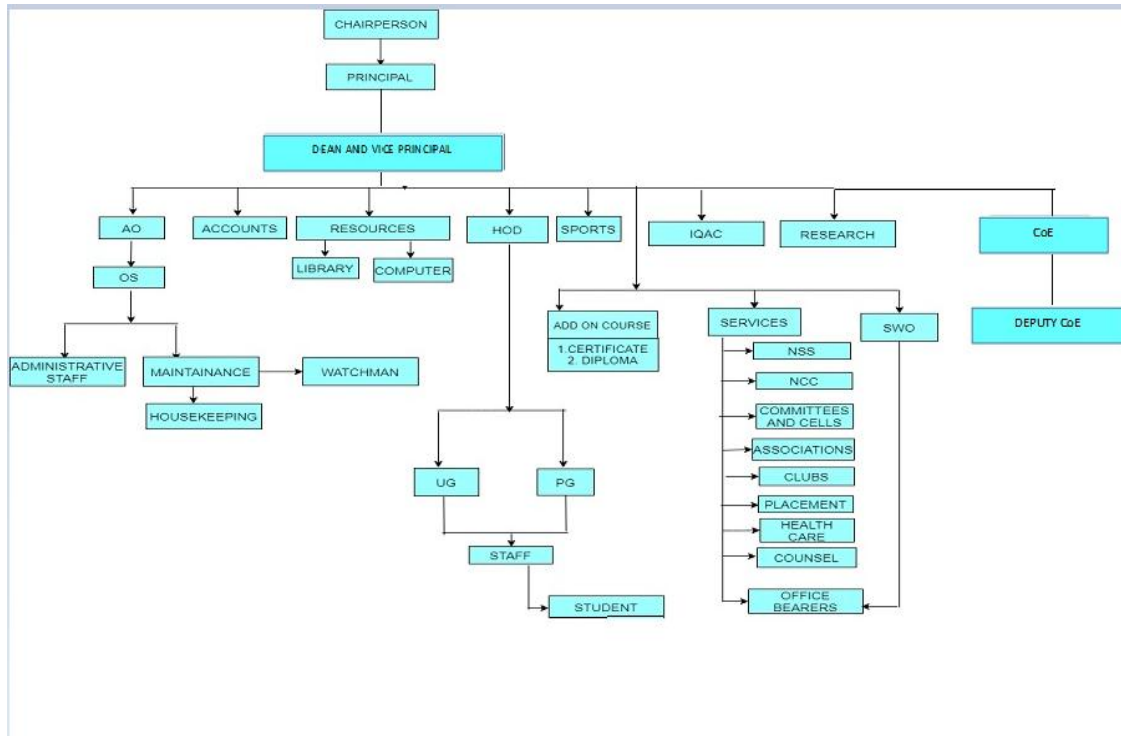 CHAIRPERSON
PRINCIPAL
DEAN AND VICE PRINCIPAL
AO
ACCOUNTS
RESOURCES
HOD
SPORTS
IQAC
RESEARCH
CoE
LIBRARY
COMPUTER
OS
ADD ON COURSE
1.CERTIFICATE
2. DIPLOMA
SERVICES
SWO
DEPUTY CoE
ADMINISTRATIVE
STAFF
MAINTAINANCE
WATCHMAN
HOUSEKEEPING
NSS
NCC
COMMITTEES
AND CELLS
ASSOCIATIONS
CLUBS
PLACEMENT
HEALTH
CARE
COUNSEL
OFFICE
BEARERS
UG
PG
STAFF
STUDENT